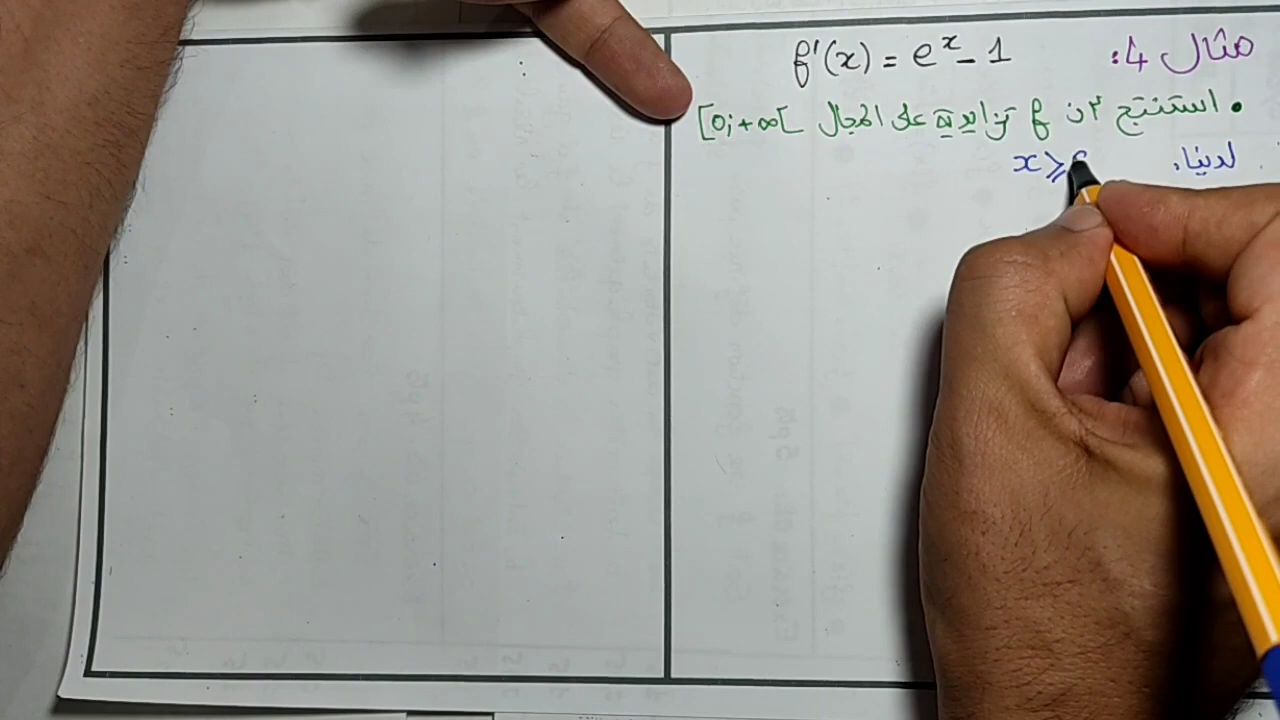 مثال 4: f'(x) = e^x - 1
• استنتج أن f تزايدية على المجال [0;+∞[
لدينا: x ≥